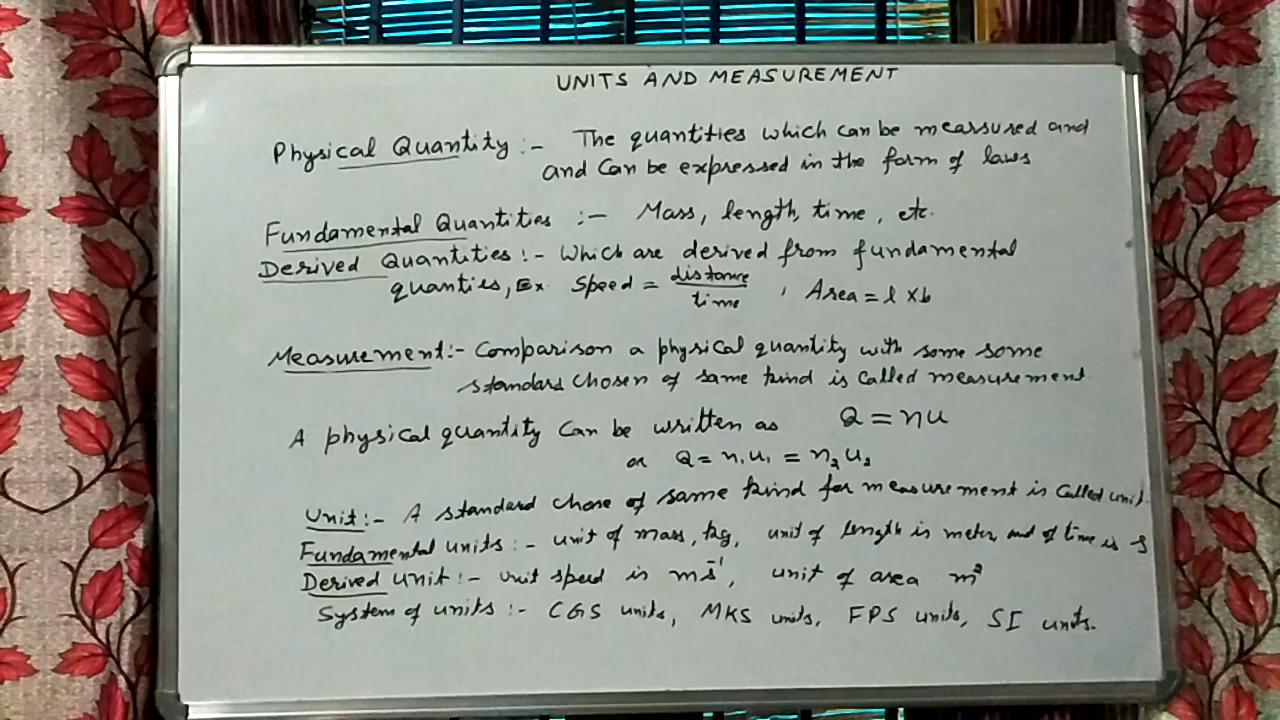 UNITS AND MEASUREMENT
Physical Quantity :- The quantities which can be mearsured and
and Can be expressed in the form of laws
Fundamental Quantities :- Mass, length, time, etc.
Derived Quantities :- Which are derived from fundamental
quanties, Ex. Speed = distance/time , Area = l × b
Measurement :- Comparison a physical quantity with some some
standard chosen of same kind is called measurement.
A physical quantity can be written as Q = nu
or Q = n₁u₁ = n₂u₂
Unit :- A standard chose of same kind for measurement is called unit.
Fundamental units :- unit of mass, kg, unit of length is meter and of time is s
Derived unit :- unit speed is ms⁻¹, unit of area m²
System of units :- CGS units, MKS units, FPS units, SI units.